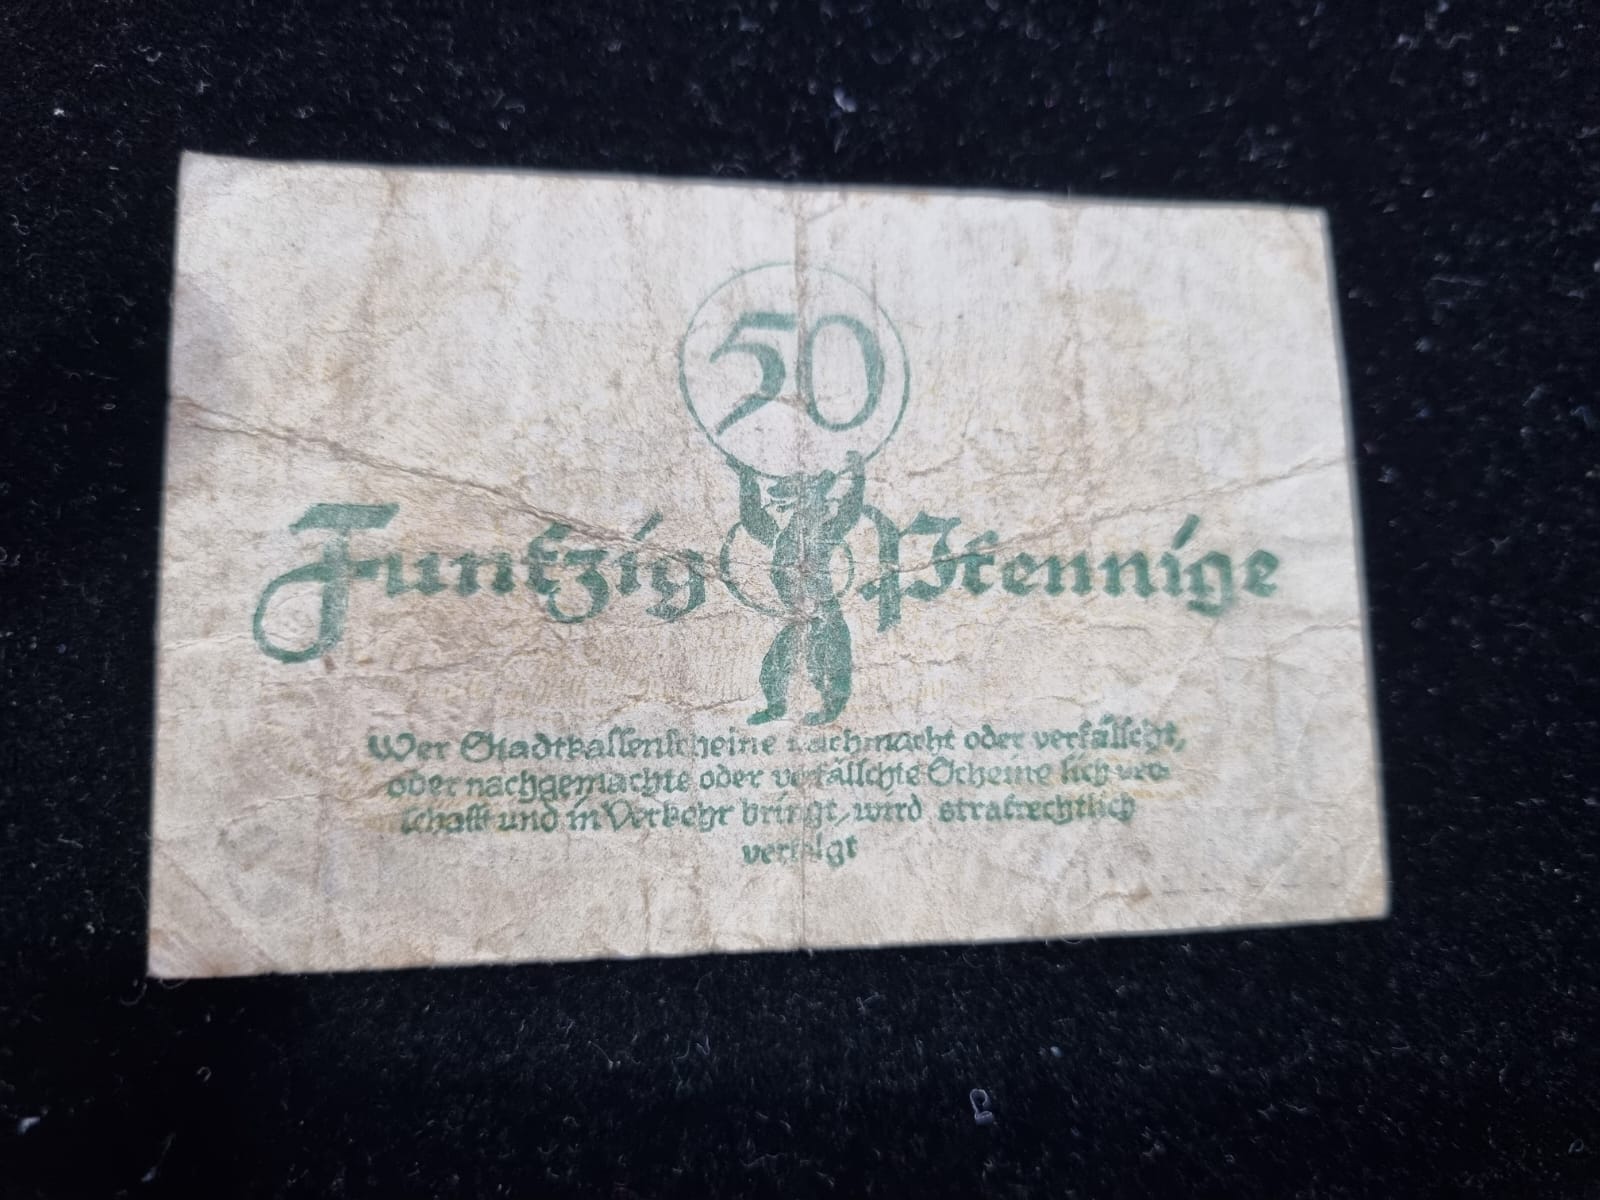 50
Funfzig Pfennige
Wer Stadtkassenscheine nachmacht oder verfälscht,
oder nachgemachte oder verfälschte Scheine sich ver-
schafft und in Verkehr bringt, wird strafrechtlich
verfolgt